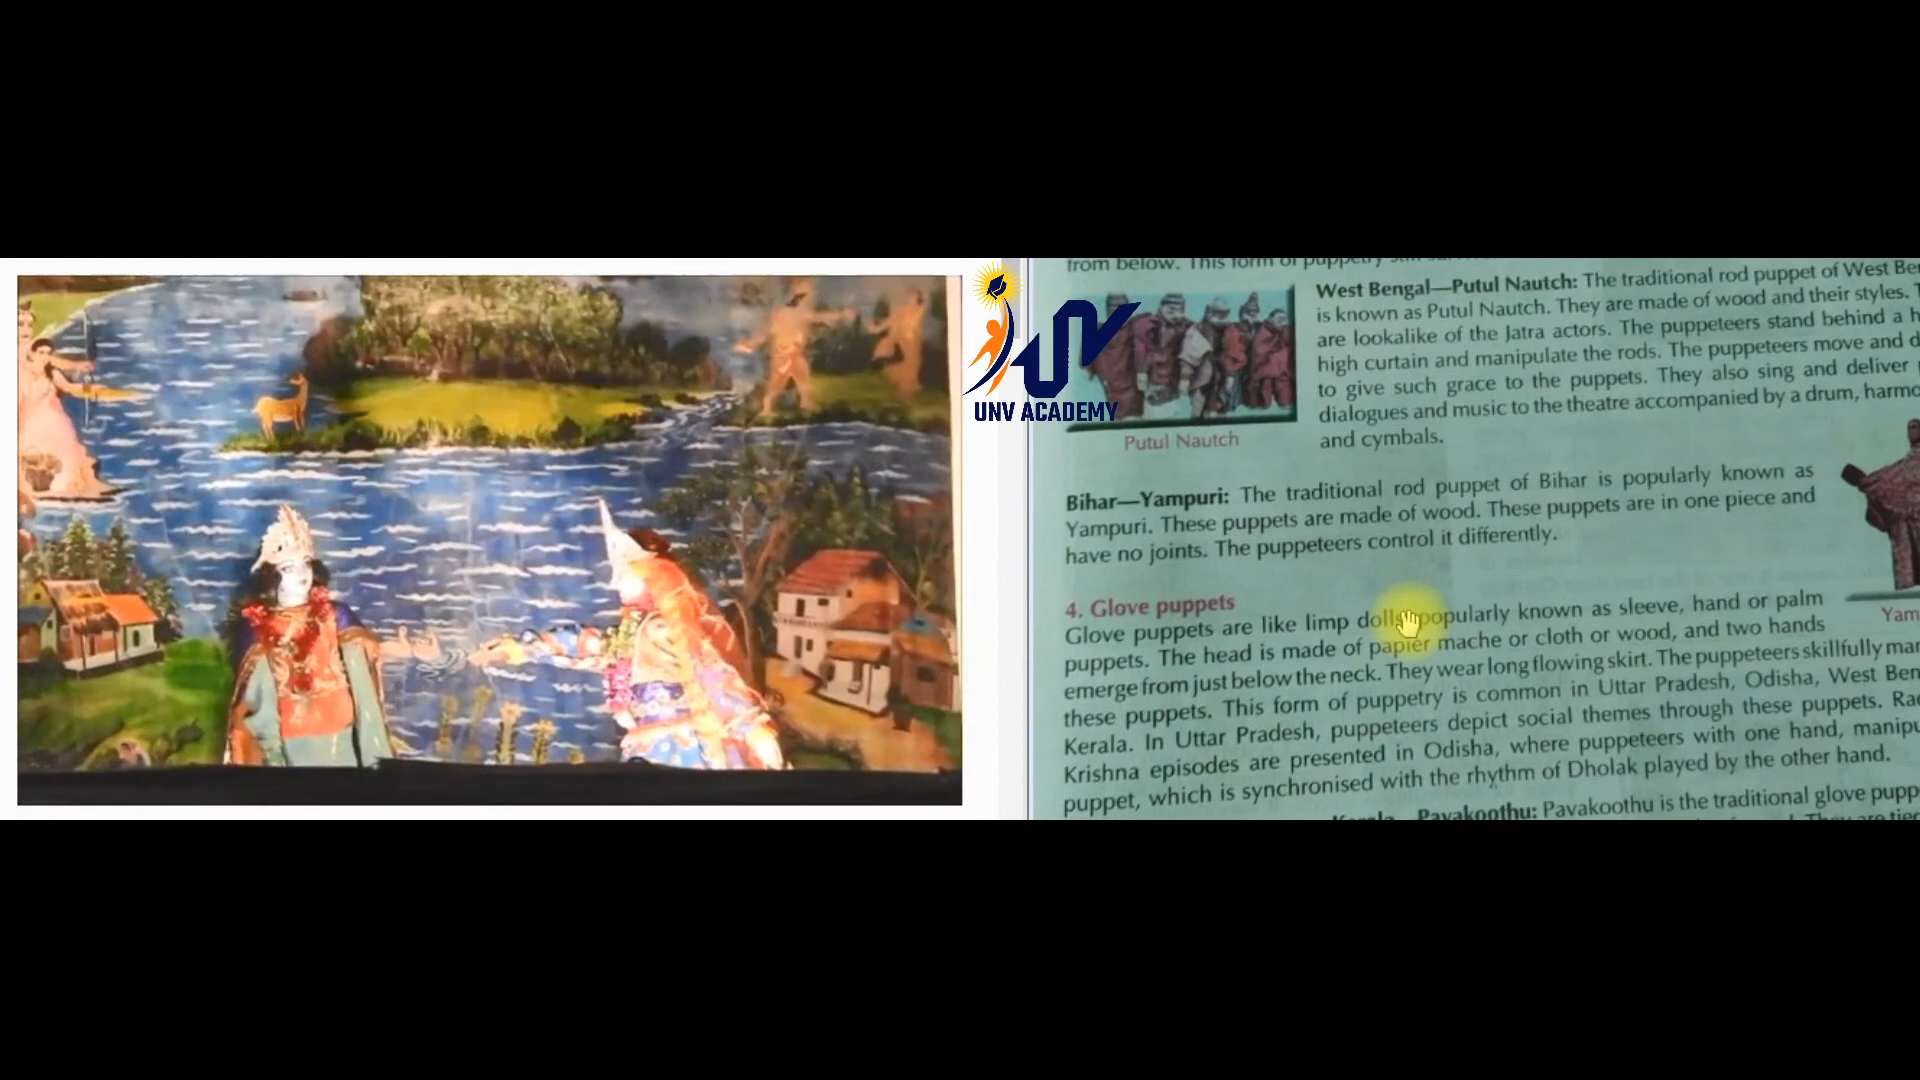 from below. This form of puppetry still
West Bengal—Putul Nautch: The traditional rod puppet of West
is known as Putul Nautch. They are made of wood and their styles.
are lookalike of the Jatra actors. The puppeteers stand behind a
high curtain and manipulate the rods. The puppeteers move and
to give such grace to the puppets. They also sing and deliver
dialogues and music to the theatre accompanied by a drum,
and cymbals.
Putul Nautch
UNV ACADEMY
Bihar—Yampuri: The traditional rod puppet of Bihar is popularly known as
Yampuri. These puppets are made of wood. These puppets are in one piece and
have no joints. The puppeteers control it differently.
Yam
4. Glove puppets
Glove puppets are like limp dolls popularly known as sleeve, hand or palm
puppets. The head is made of papier mache or cloth or wood, and two hands
emerge from just below the neck. They wear long flowing skirt. The puppeteers skillfully
these puppets. This form of puppetry is common in Uttar Pradesh, Odisha, West
Kerala. In Uttar Pradesh, puppeteers depict social themes through these puppets.
Krishna episodes are presented in Odisha, where puppeteers with one hand,
puppet, which is synchronised with the rhythm of Dholak played by the other hand.
Pavakoothu: Pavakoothu is the traditional glove